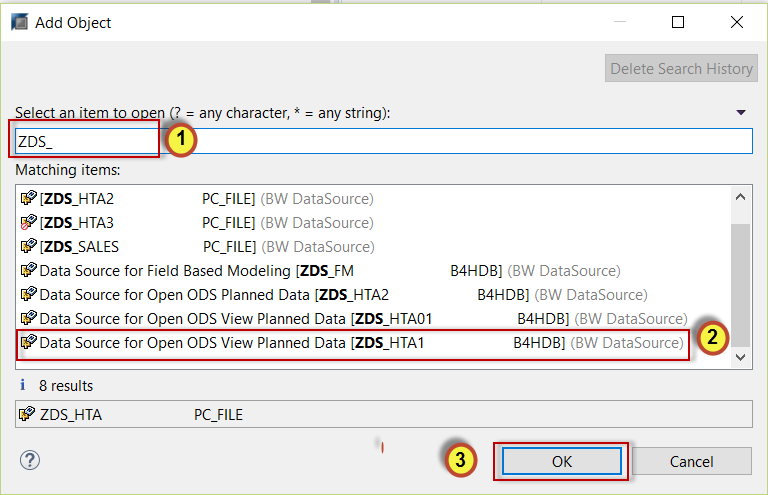 Add Object
Delete Search History
Select an item to open (? = any character, * = any string):
ZDS_
1
Matching items:
[ZDS_HTA2 PC_FILE] (BW DataSource)
[ZDS_HTA3 PC_FILE] (BW DataSource)
[ZDS_SALES PC_FILE] (BW DataSource)
Data Source for Field Based Modeling [ZDS_FM B4HDB] (BW DataSource)
Data Source for Open ODS Planned Data [ZDS_HTA2 B4HDB] (BW DataSource)
Data Source for Open ODS View Planned Data [ZDS_HTA01 B4HDB] (BW DataSource)
Data Source for Open ODS View Planned Data [ZDS_HTA1 B4HDB] (BW DataSource)
2
i 8 results
ZDS_HTA PC_FILE
? 3 OK Cancel